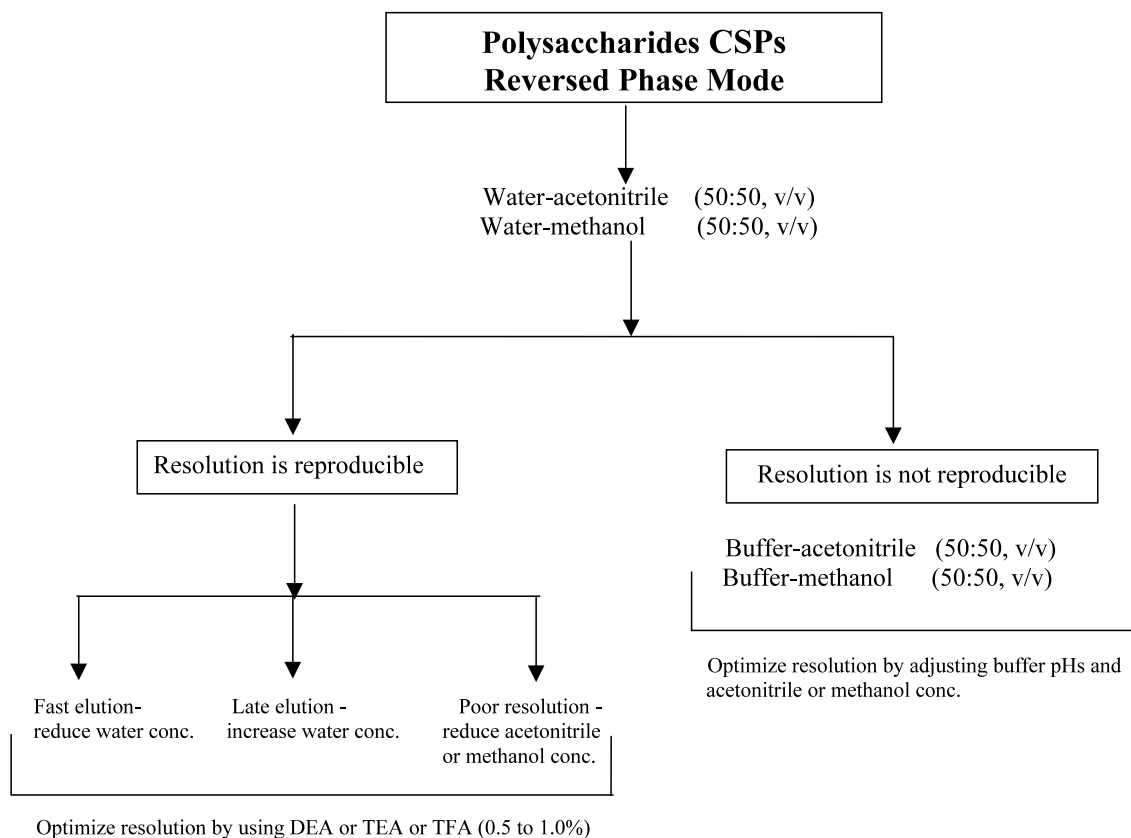 Polysaccharides CSPs
Reversed Phase Mode
Water-acetonitrile (50:50, v/v)
Water-methanol (50:50, v/v)
Resolution is reproducible
Resolution is not reproducible
Buffer-acetonitrile (50:50, v/v)
Buffer-methanol (50:50, v/v)
Optimize resolution by adjusting buffer pHs and
acetonitrile or methanol conc.
Fast elution-
reduce water conc.
Late elution -
increase water conc.
Poor resolution -
reduce acetonitrile
or methanol conc.
Optimize resolution by using DEA or TEA or TFA (0.5 to 1.0%)